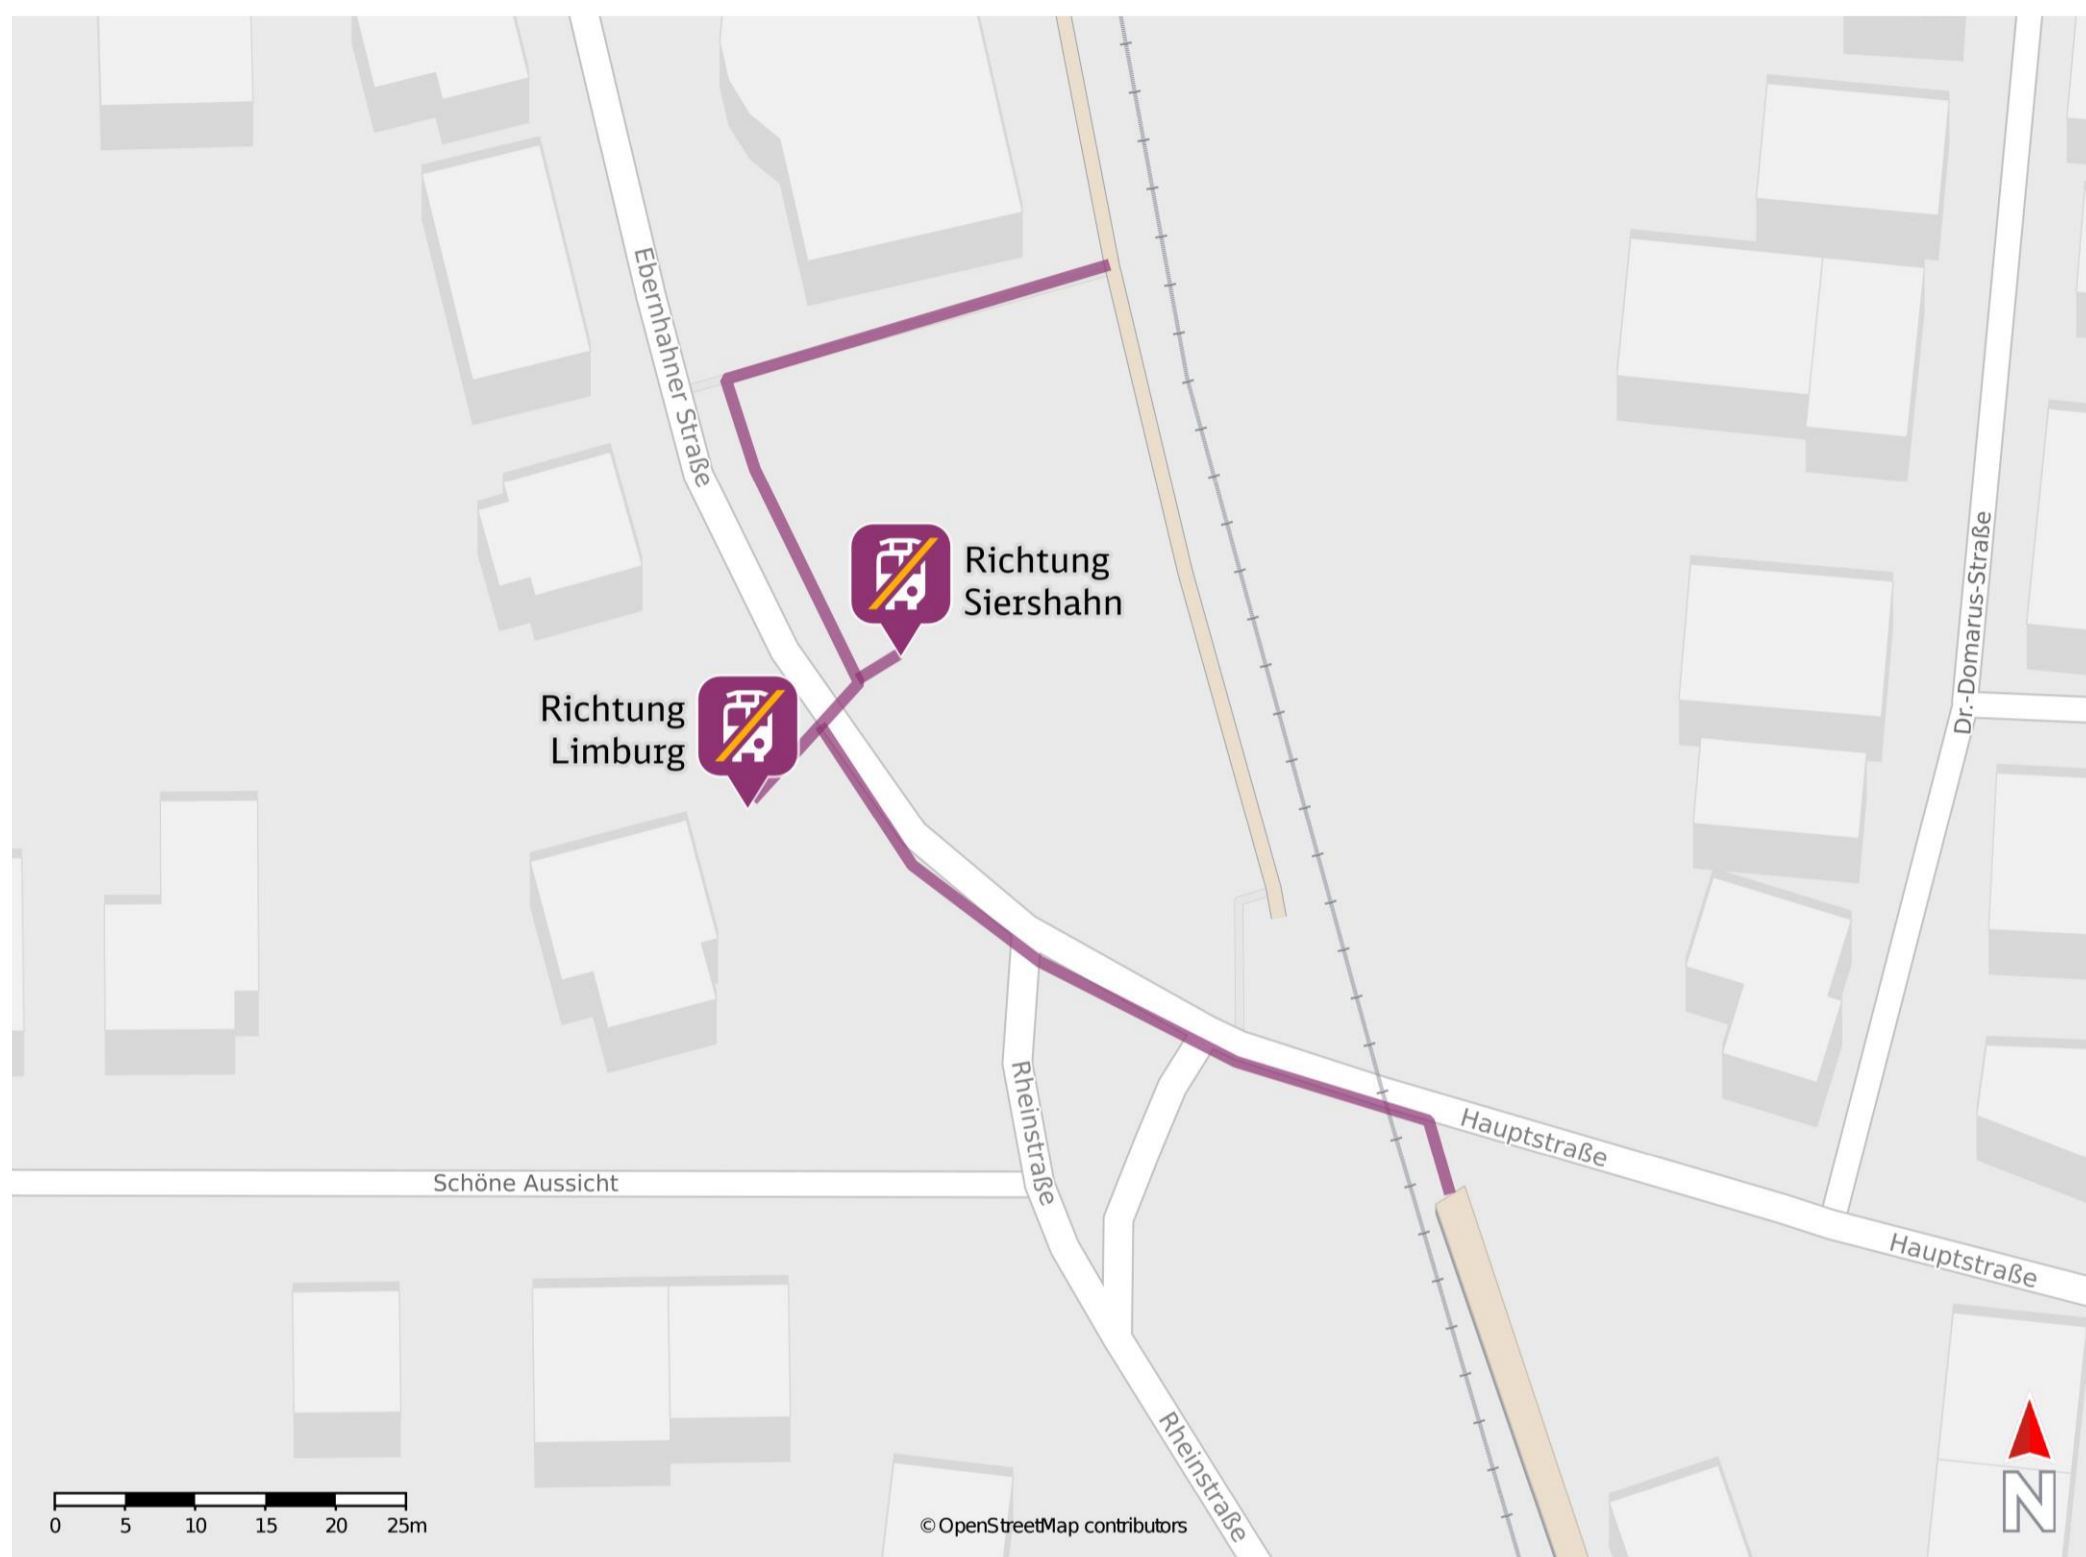 Ebernhahner Straße
Richtung
Siershahn
Richtung
Limburg
Dr.-Domarus-Straße
Rheinstraße
Hauptstraße
Schöne Aussicht
Hauptstraße
Rheinstraße
0 5 10 15 20 25m
© OpenStreetMap contributors
N